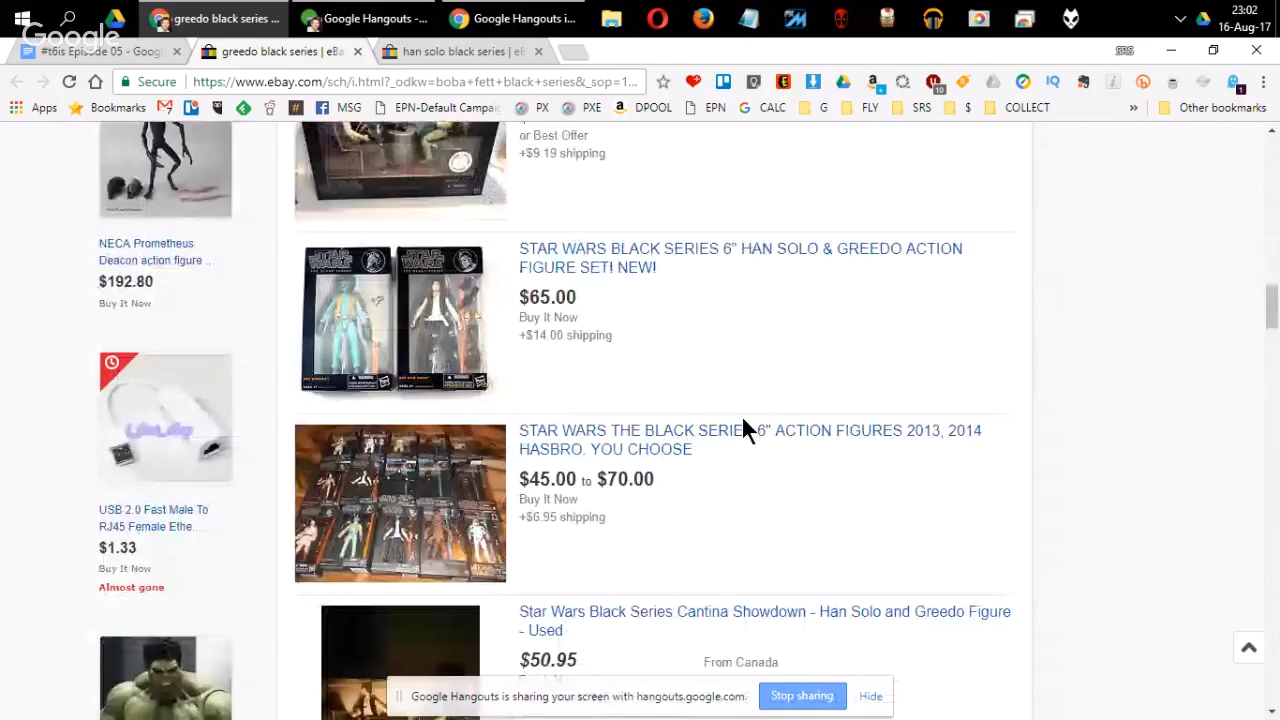 greedo black series ...
Google Hangouts - ...
Google Hangouts i...
23:02
16-Aug-17
Google
#t6is Episode 05 - Goog
greedo black series | eBa
han solo black series | eB
SRS
Secure
https://www.ebay.com/sch/i.html?_odkw=boba+fett+black+series&_sop=1...
Apps
Bookmarks
MSG
EPN-Default Campaig
PX
PXE
DPOOL
EPN
CALC
G
FLY
SRS
$
COLLECT
Other bookmarks
or Best Offer
+$9.19 shipping
NECA Prometheus
Deacon action figure ...
$192.80
Buy It Now
STAR WARS BLACK SERIES 6" HAN SOLO & GREEDO ACTION
FIGURE SET! NEW!
$65.00
Buy It Now
+$14.00 shipping
STAR WARS THE BLACK SERIES 6" ACTION FIGURES 2013, 2014
HASBRO. YOU CHOOSE
$45.00 to $70.00
Buy It Now
+$6.95 shipping
USB 2.0 Fast Male To
RJ45 Female Ethe...
$1.33
Buy It Now
Almost gone
Star Wars Black Series Cantina Showdown - Han Solo and Greedo Figure
- Used
$50.95
From Canada
Google Hangouts is sharing your screen with hangouts.google.com.
Stop sharing
Hide